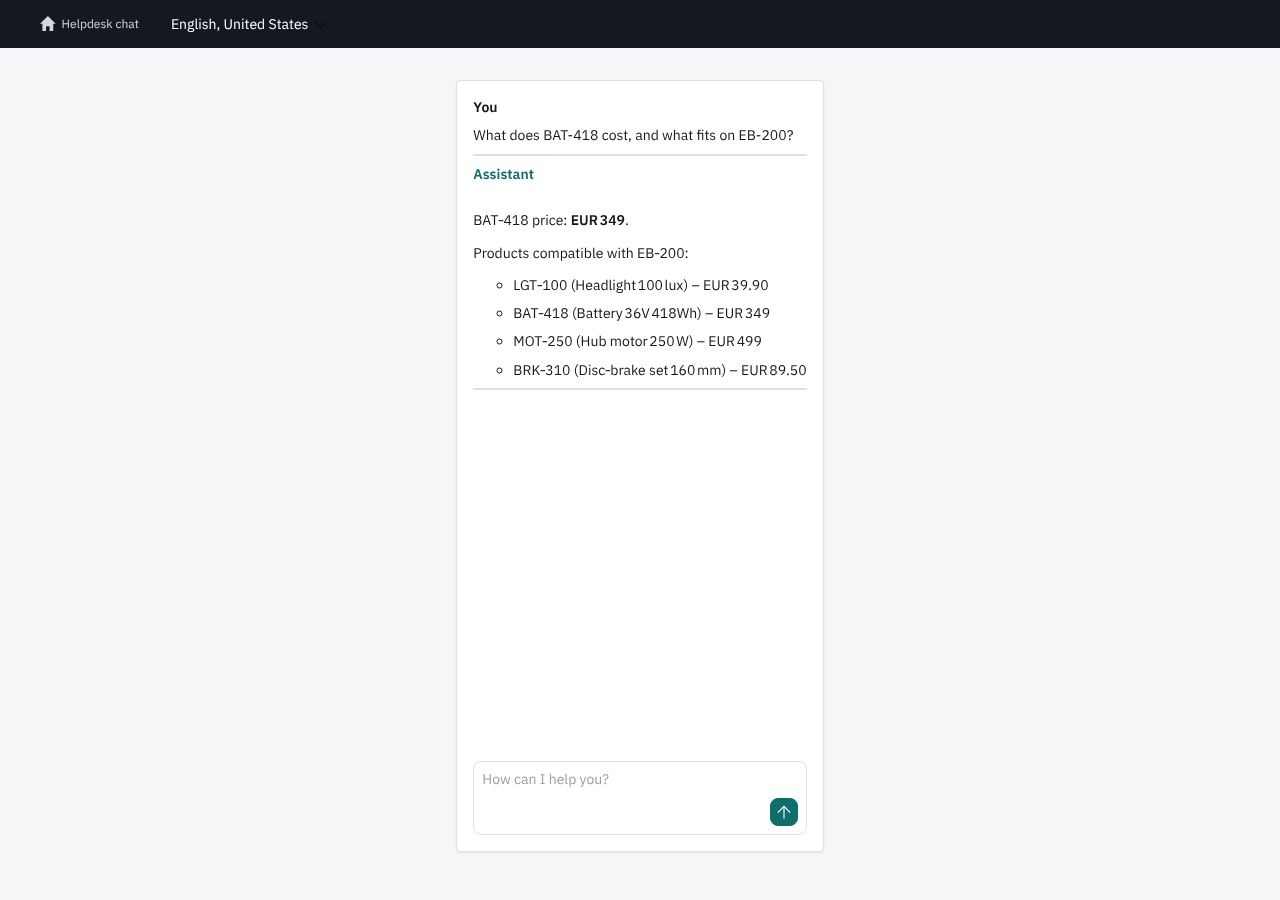 Helpdesk chat
English, United States
You
What does BAT-418 cost, and what fits on EB-200?
Assistant
BAT-418 price: EUR 349.
Products compatible with EB-200:
LGT-100 (Headlight 100 lux) – EUR 39.90
BAT-418 (Battery 36V 418Wh) – EUR 349
MOT-250 (Hub motor 250 W) – EUR 499
BRK-310 (Disc-brake set 160 mm) – EUR 89.50
How can I help you?